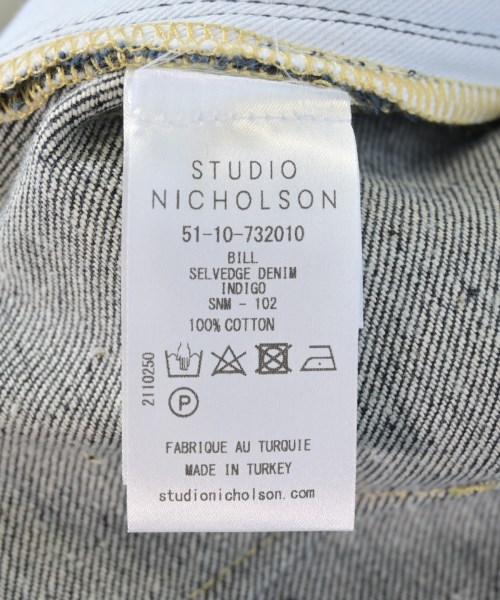 STUDIO
NICHOLSON
51-10-732010
BILL
SELVEDGE DENIM
INDIGO
SNM - 102
100% COTTON
2110250
P
FABRIQUE AU TURQUIE
MADE IN TURKEY
studionicholson.com